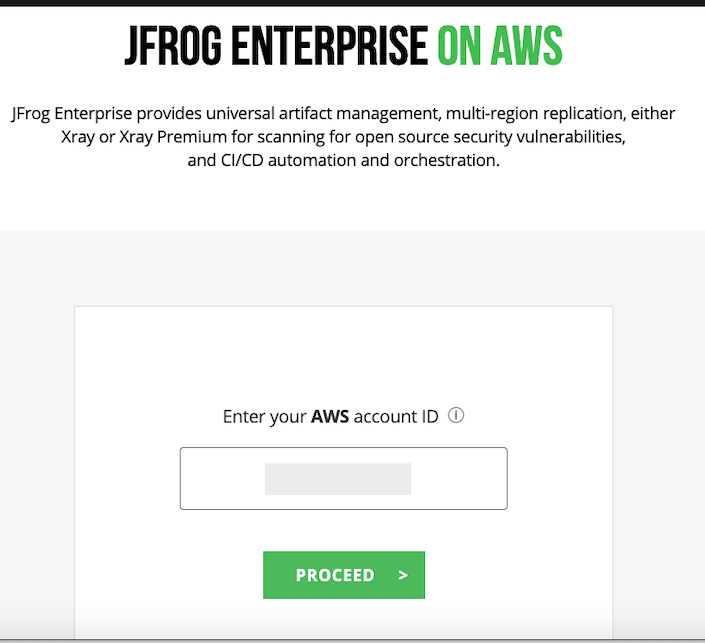 JFROG ENTERPRISE ON AWS
JFrog Enterprise provides universal artifact management, multi-region replication, either
Xray or Xray Premium for scanning for open source security vulnerabilities,
and CI/CD automation and orchestration.
Enter your AWS account ID ⓘ
PROCEED >